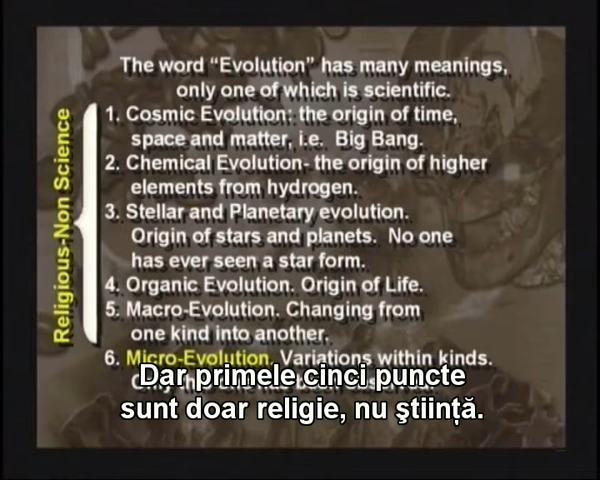 The word “Evolution” has many meanings,
only one of which is scientific.
Religious-Non Science
1. Cosmic Evolution: the origin of time,
space and matter, i.e. Big Bang.
2. Chemical Evolution- the origin of higher
elements from hydrogen.
3. Stellar and Planetary evolution.
Origin of stars and planets. No one
has ever seen a star form.
4. Organic Evolution. Origin of Life.
5. Macro-Evolution. Changing from
one kind into another.
6. Micro-Evolution. Variations within kinds.
Dar primele cinci puncte
sunt doar religie, nu ştiinţă.